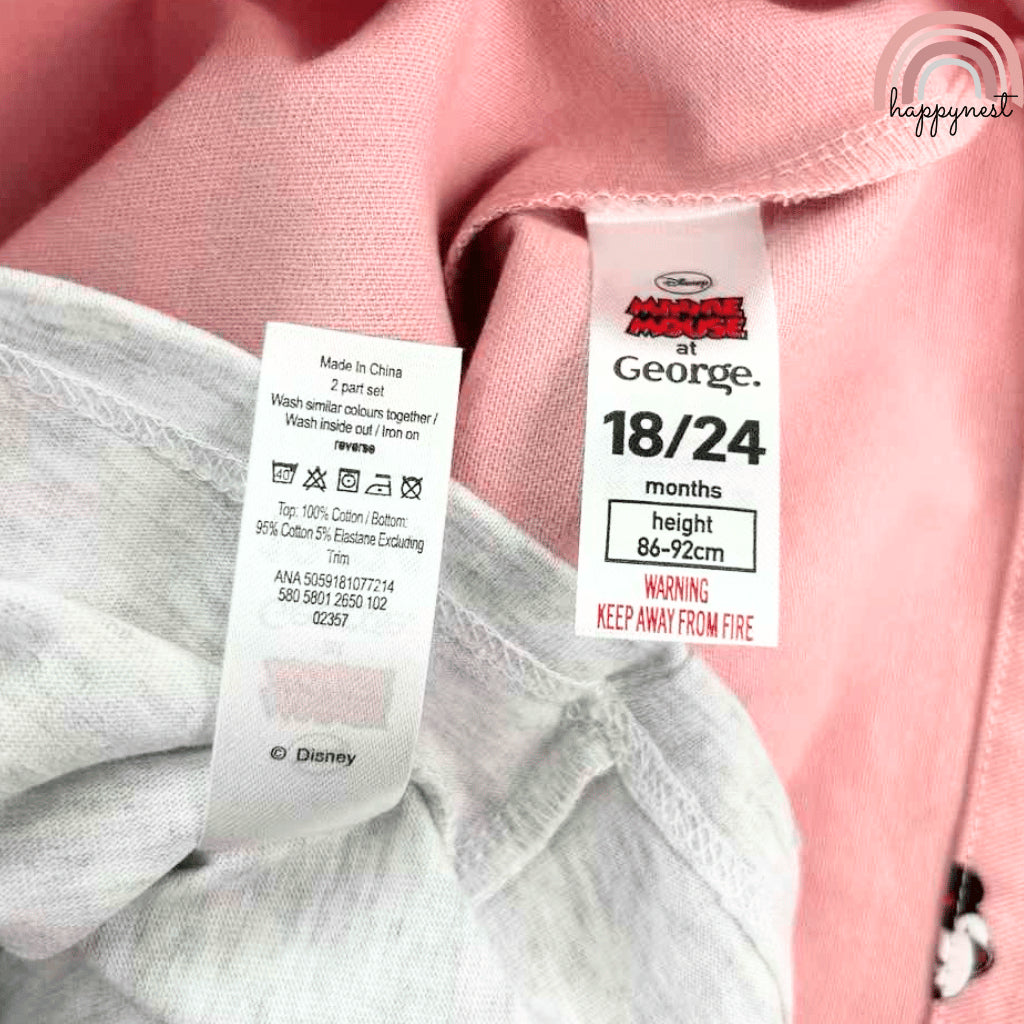 happynest
Disney
MINNIE
MOUSE
at
George.
18/24
months
height
86-92cm
WARNING
KEEP AWAY FROM FIRE
Made In China
2 part set
Wash similar colours together /
Wash inside out / Iron on
reverse
40
Top: 100% Cotton / Bottom:
95% Cotton 5% Elastane Excluding
Trim
ANA 5059181077214
580 5801 2650 102
02357
© Disney